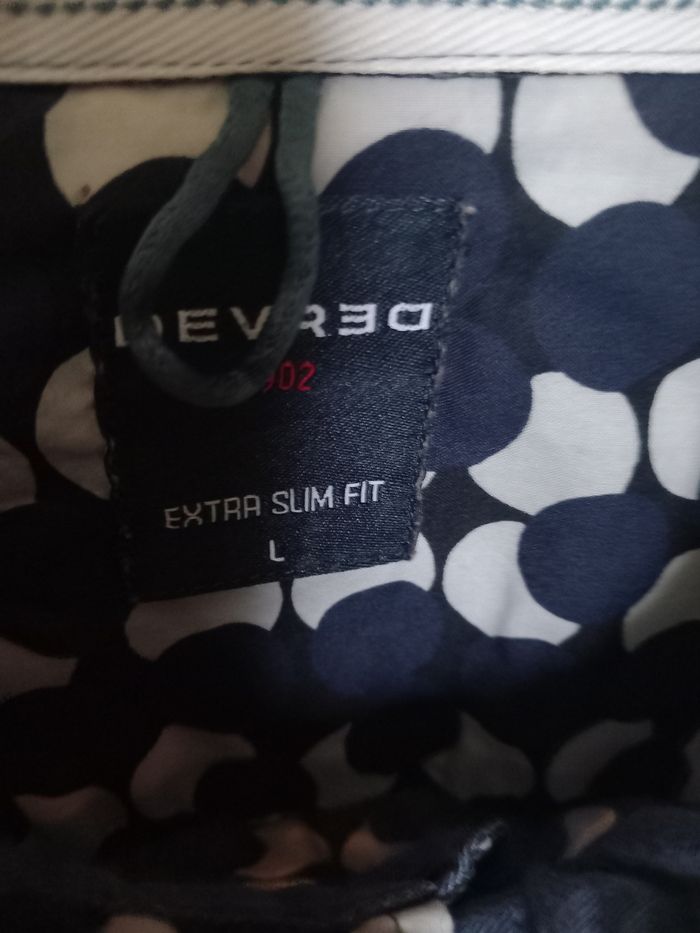 DEVRED
902
EXTRA SLIM FIT
L